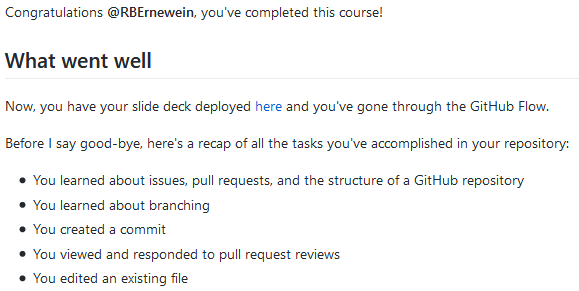 Congratulations @RBErnewein, you've completed this course!
What went well
Now, you have your slide deck deployed here and you've gone through the GitHub Flow.
Before I say good-bye, here's a recap of all the tasks you've accomplished in your repository:
• You learned about issues, pull requests, and the structure of a GitHub repository
• You learned about branching
• You created a commit
• You viewed and responded to pull request reviews
• You edited an existing file